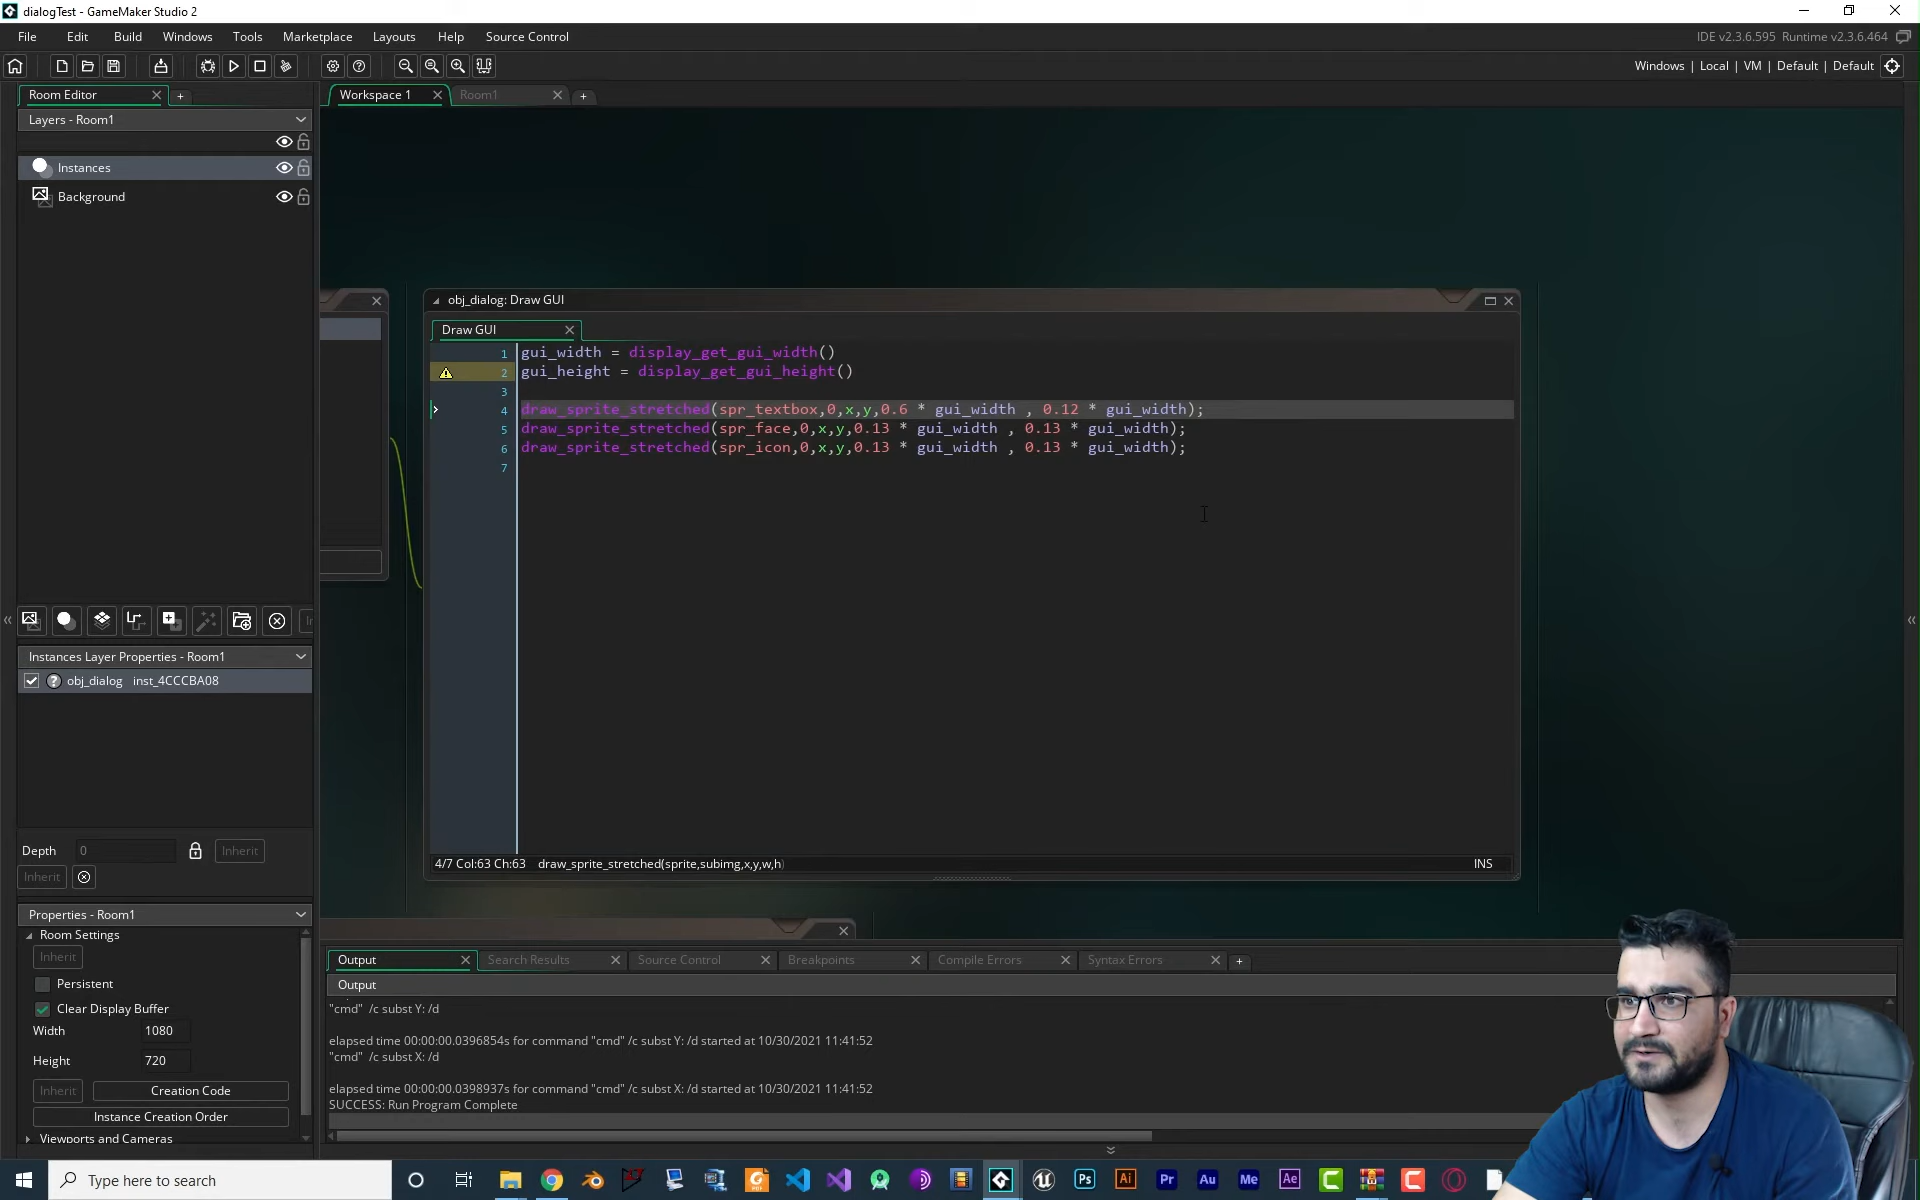 dialogTest - GameMaker Studio 2
File Edit Build Windows Tools Marketplace Layouts Help Source Control
IDE v2.3.6.595 Runtime v2.3.6.464
Windows | Local | VM | Default | Default
Room Editor
Workspace 1
Room1
Layers - Room1
Instances
Background
obj_dialog: Draw GUI
Draw GUI
1 gui_width = display_get_gui_width()
2 gui_height = display_get_gui_height()
3
4 draw_sprite_stretched(spr_textbox,0,x,y,0.6 * gui_width , 0.12 * gui_width);
5 draw_sprite_stretched(spr_face,0,x,y,0.13 * gui_width , 0.13 * gui_width);
6 draw_sprite_stretched(spr_icon,0,x,y,0.13 * gui_width , 0.13 * gui_width);
7
4/7 Col:63 Ch:63 draw_sprite_stretched(sprite,subimg,x,y,w,h)
INS
Instances Layer Properties - Room1
obj_dialog inst_4CCCBA08
Depth 0 Inherit
Inherit
Properties - Room1
Room Settings
Inherit
Persistent
Clear Display Buffer
Width 1080
Height 720
Inherit Creation Code
Instance Creation Order
Viewports and Cameras
Output Search Results Source Control Breakpoints Compile Errors Syntax Errors
Output
"cmd" /c subst Y: /d
elapsed time 00:00:00.0396854s for command "cmd" /c subst Y: /d started at 10/30/2021 11:41:52
"cmd" /c subst X: /d
elapsed time 00:00:00.0398937s for command "cmd" /c subst X: /d started at 10/30/2021 11:41:52
SUCCESS: Run Program Complete
Type here to search
Ps Ai Pr Au Me Ae